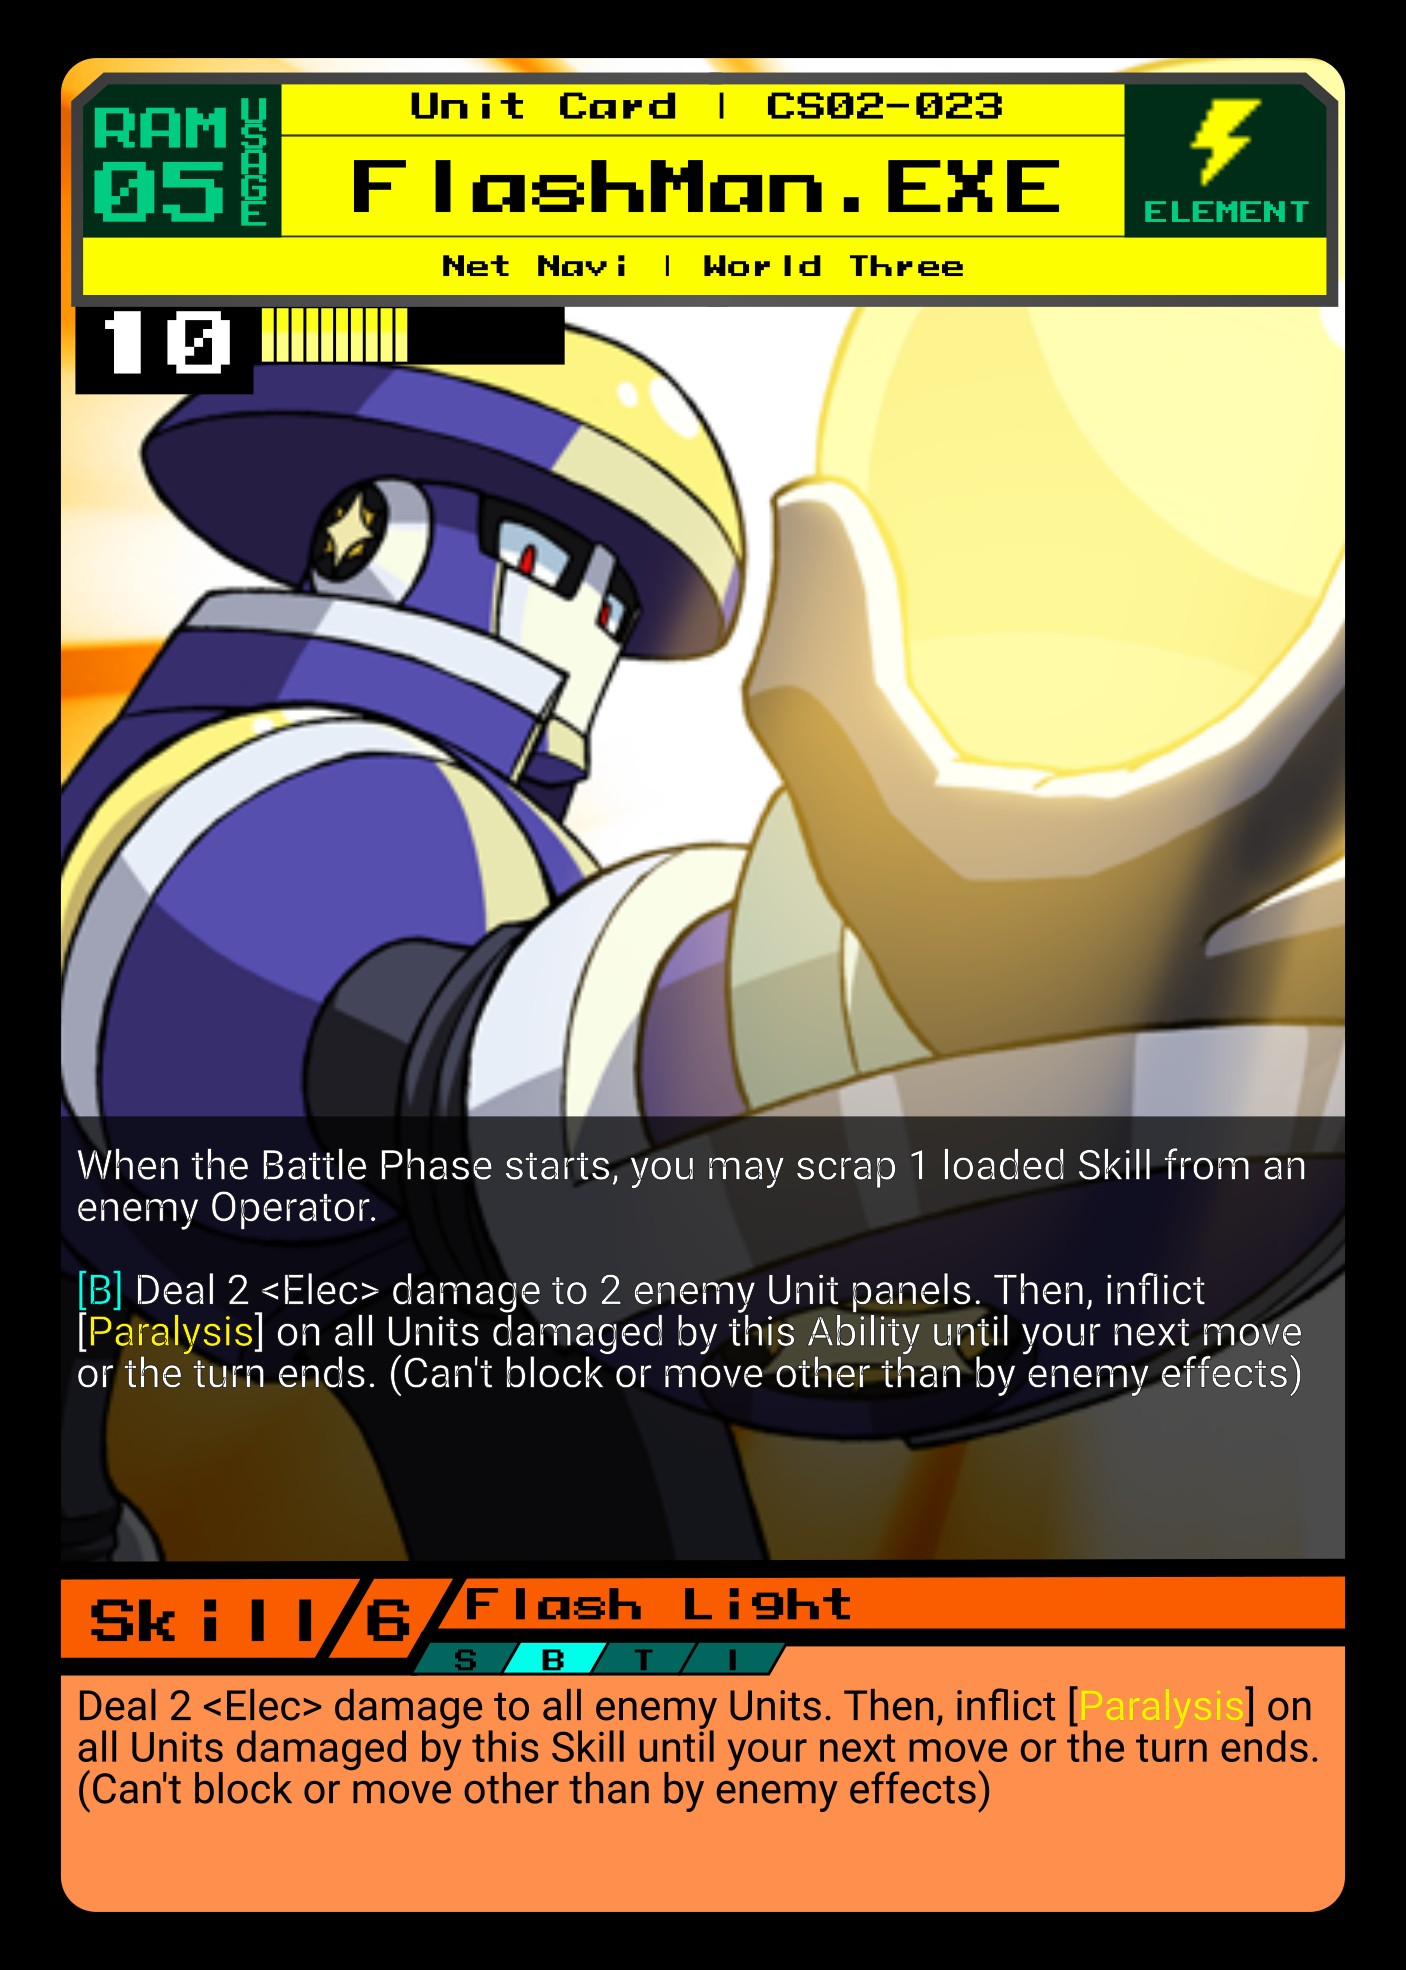 RAM
05
USAGE
Unit Card | CS02-023
FlashMan.EXE
ELEMENT
Net Navi | World Three
10
When the Battle Phase starts, you may scrap 1 loaded Skill from an
enemy Operator.
[B] Deal 2 <Elec> damage to 2 enemy Unit panels. Then, inflict
[Paralysis] on all Units damaged by this Ability until your next move
or the turn ends. (Can't block or move other than by enemy effects)
Skill/6
Flash Light
S B T I
Deal 2 <Elec> damage to all enemy Units. Then, inflict [Paralysis] on
all Units damaged by this Skill until your next move or the turn ends.
(Can't block or move other than by enemy effects)